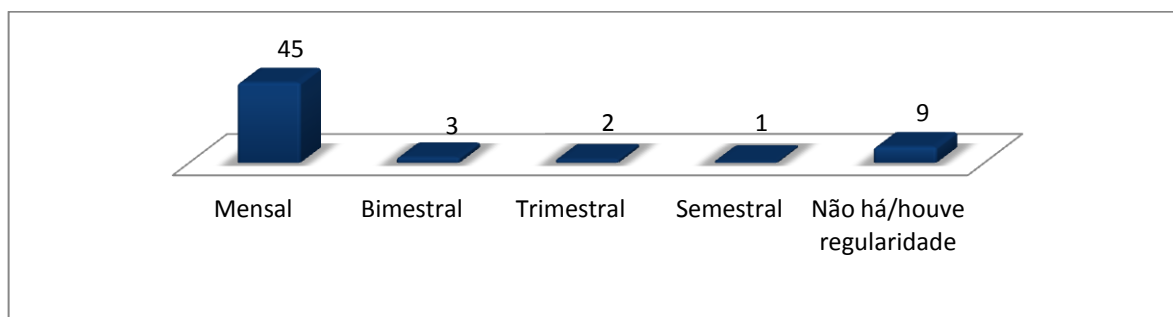 45
3
2
1
9
Mensal
Bimestral
Trimestral
Semestral
Não há/houve
regularidade